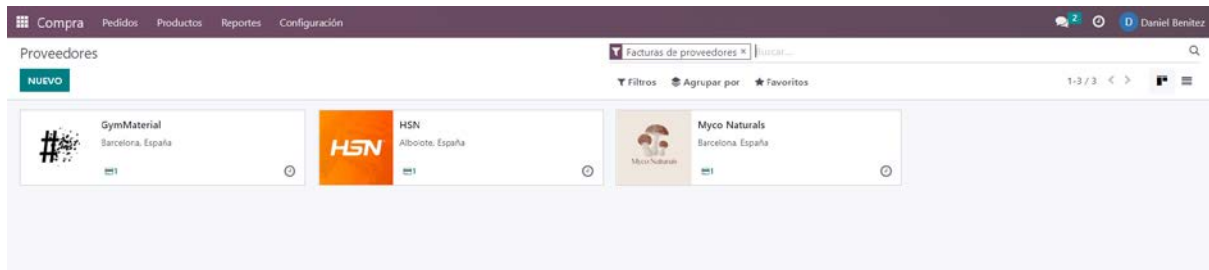 Compra Pedidos Productos Reportes Configuración 2 D Daniel Benitez
Proveedores Facturas de proveedores × Buscar...
NUEVO Filtros Agrupar por Favoritos 1-3 / 3 < >
GymMaterial
Barcelona, España
1
HSN
HSN
Albolote, España
1
Myco Naturals
Myco Naturals
Barcelona, España
1